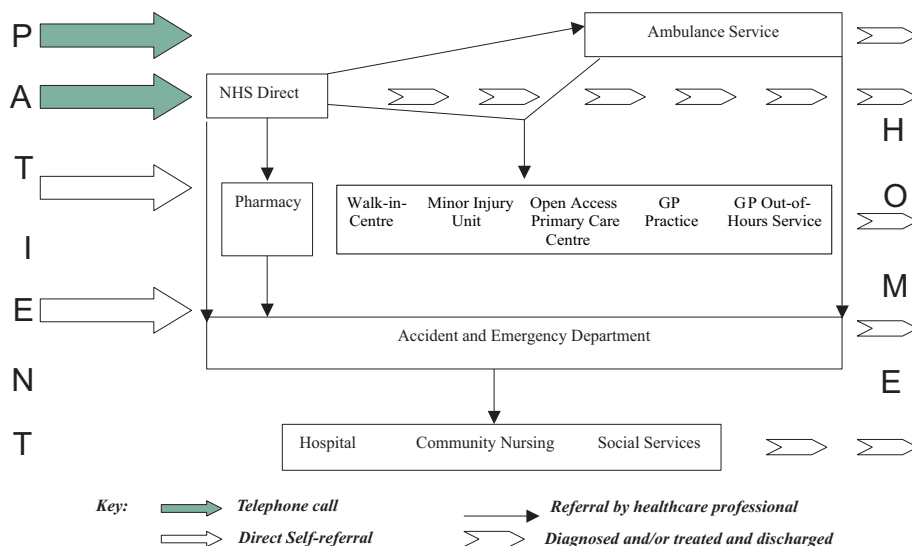 P
A
T
I
E
N
T
Ambulance Service
NHS Direct
Pharmacy
Walk-in-
Centre
Minor Injury
Unit
Open Access
Primary Care
Centre
GP
Practice
GP Out-of-
Hours Service
Accident and Emergency Department
Hospital
Community Nursing
Social Services
H
O
M
E
Key:
Telephone call
Referral by healthcare professional
Direct Self-referral
Diagnosed and/or treated and discharged